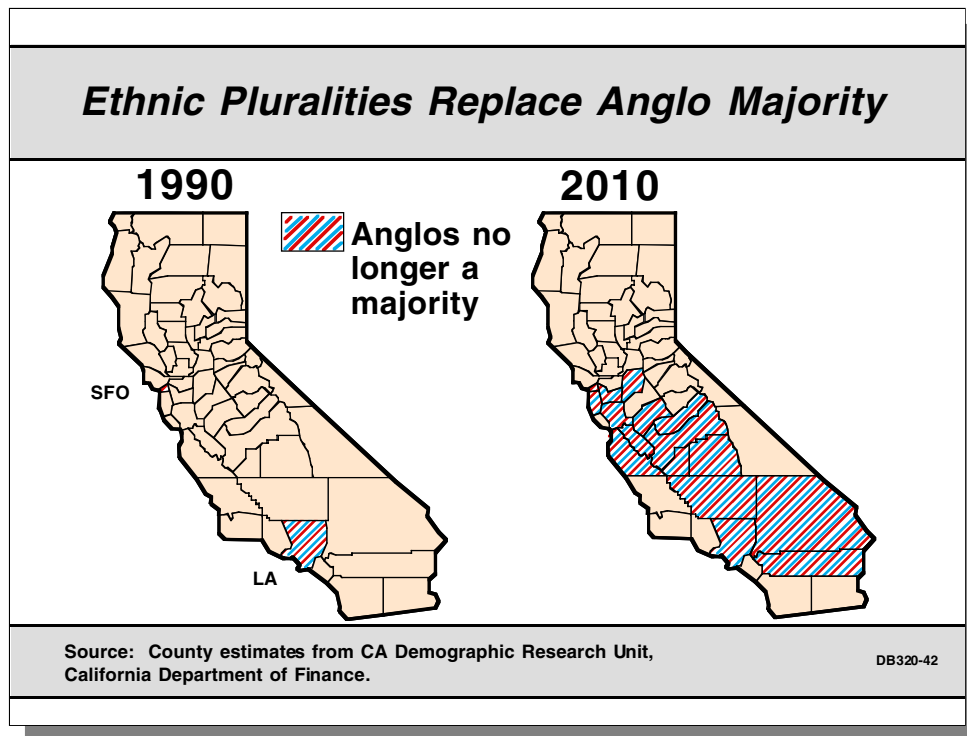 Ethnic Pluralities Replace Anglo Majority
1990
2010
Anglos no
longer a
majority
SFO
LA
Source: County estimates from CA Demographic Research Unit,
California Department of Finance.
DB320-42